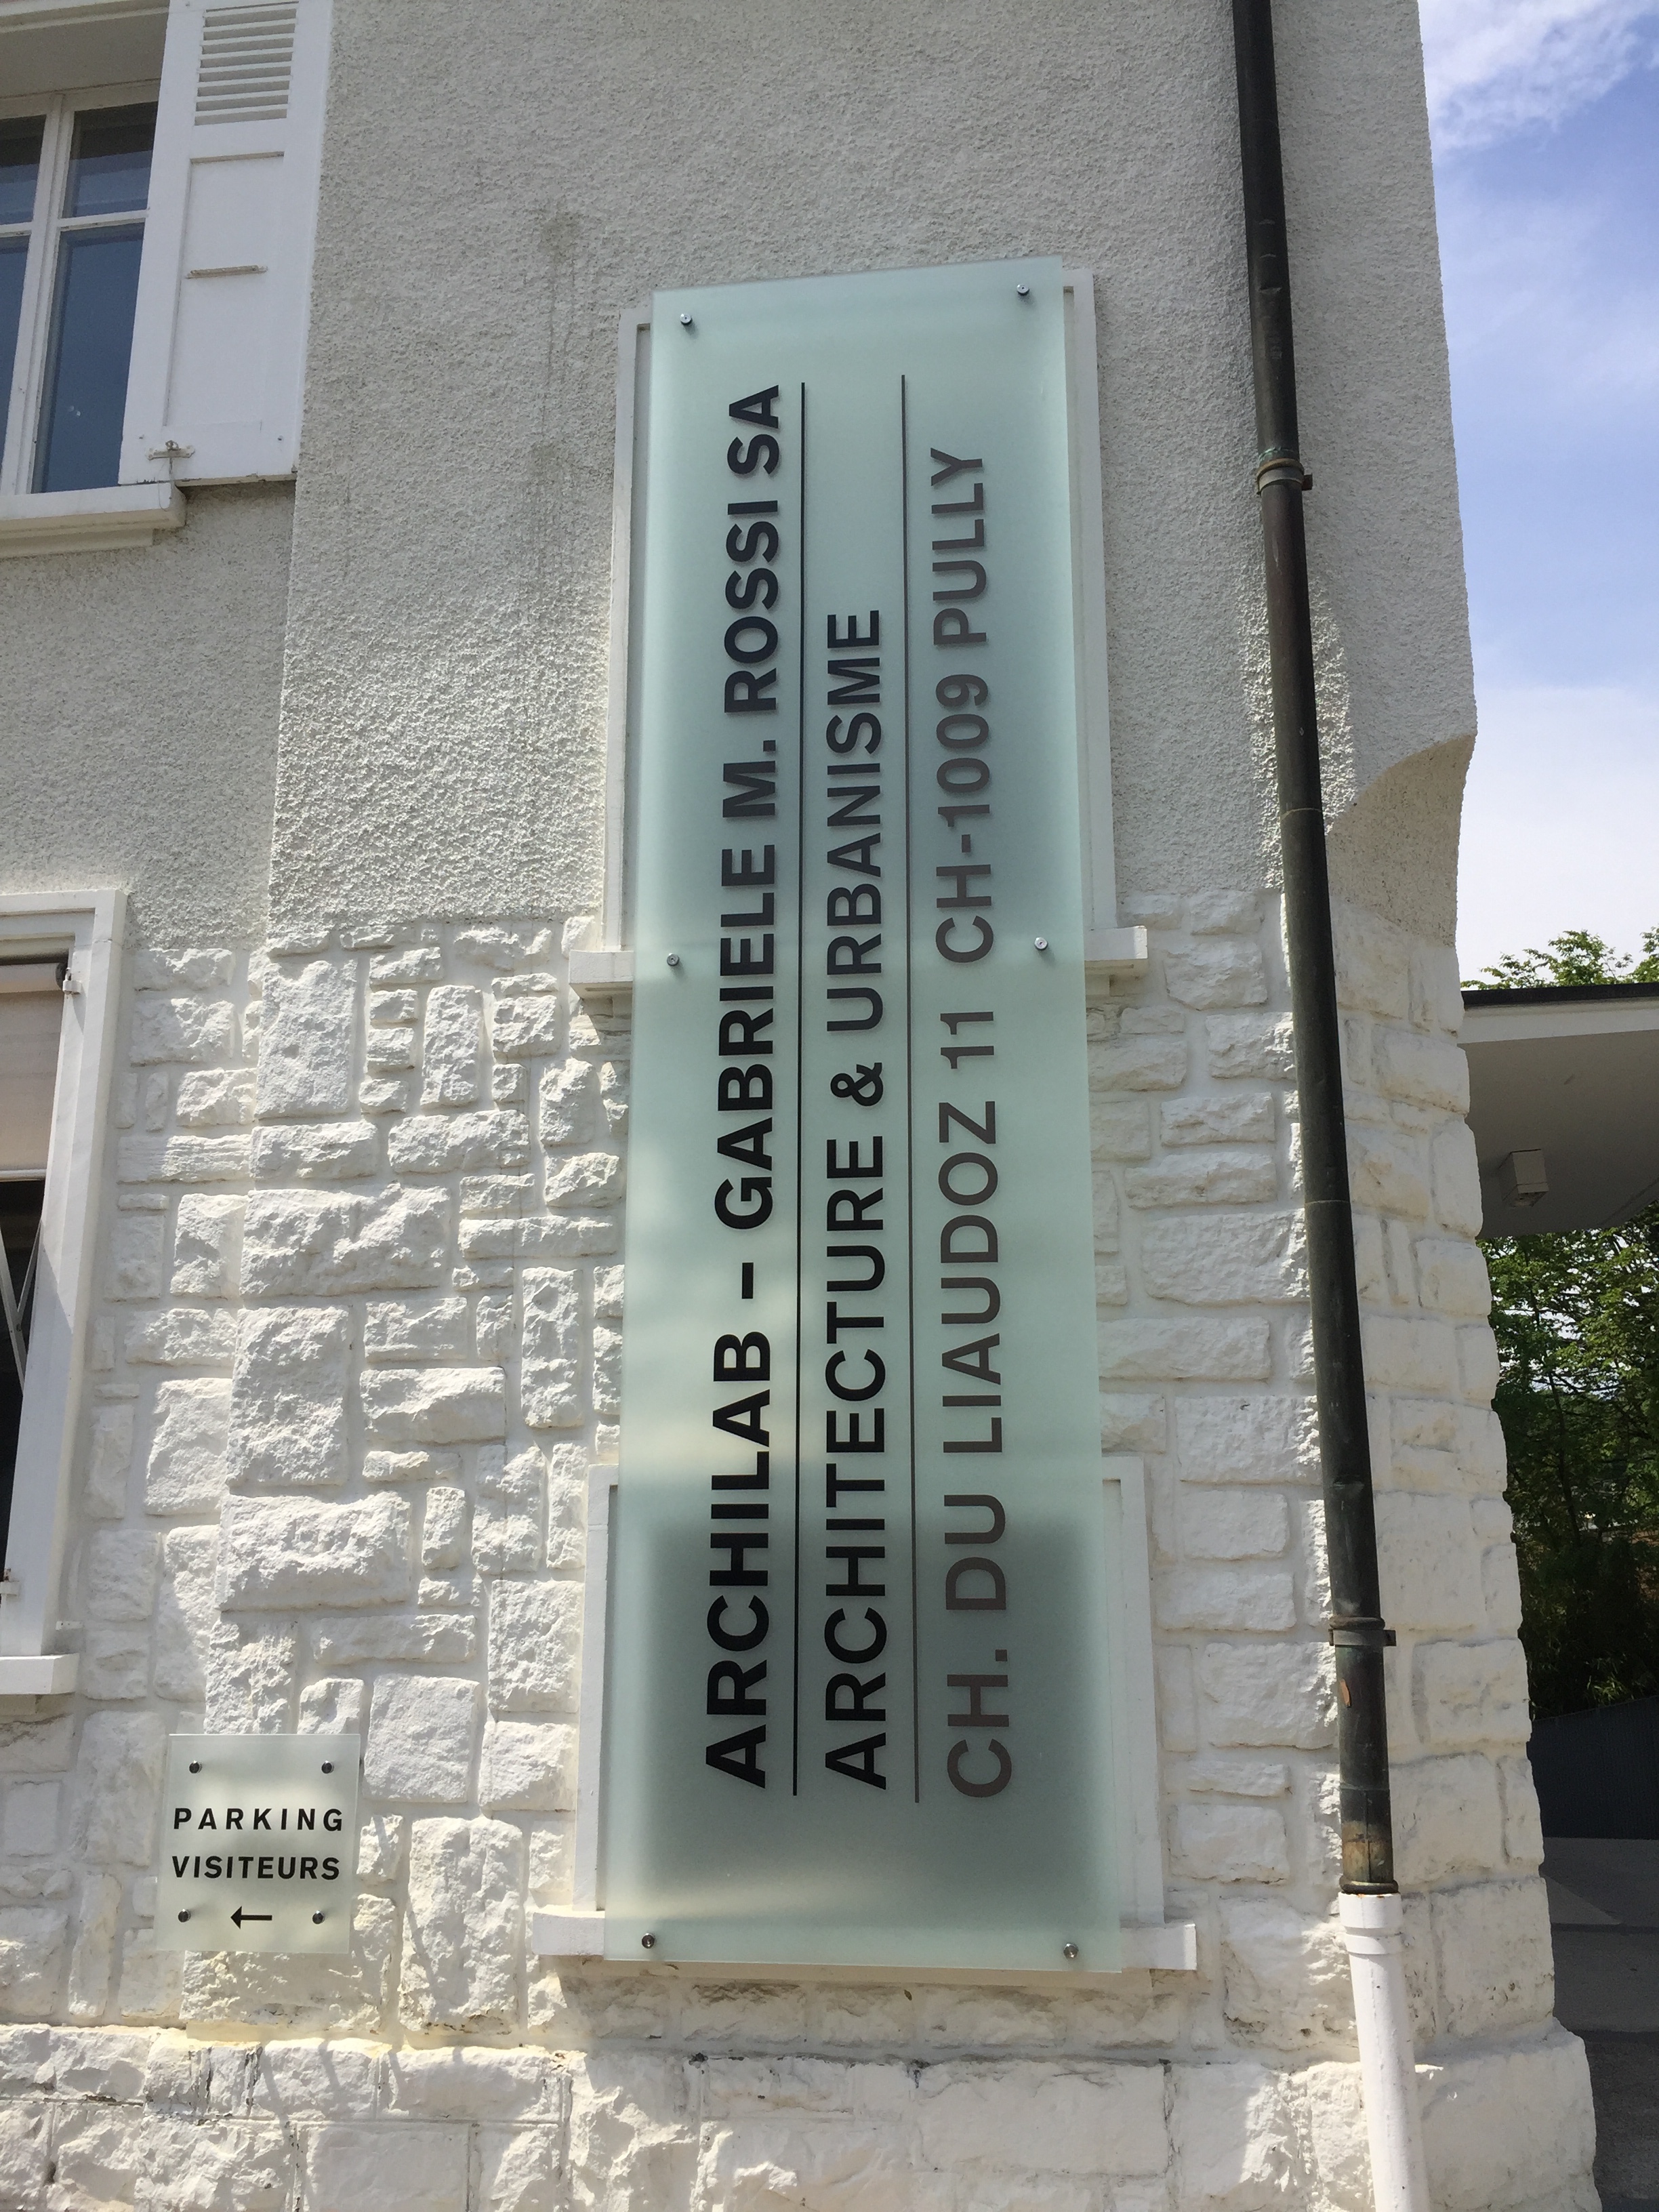 ARCHILAB - GABRIELE M. ROSSI SA
ARCHITECTURE & URBANISME
CH. DU LIAUDOZ 11 CH-1009 PULLY
PARKING
VISITEURS
←